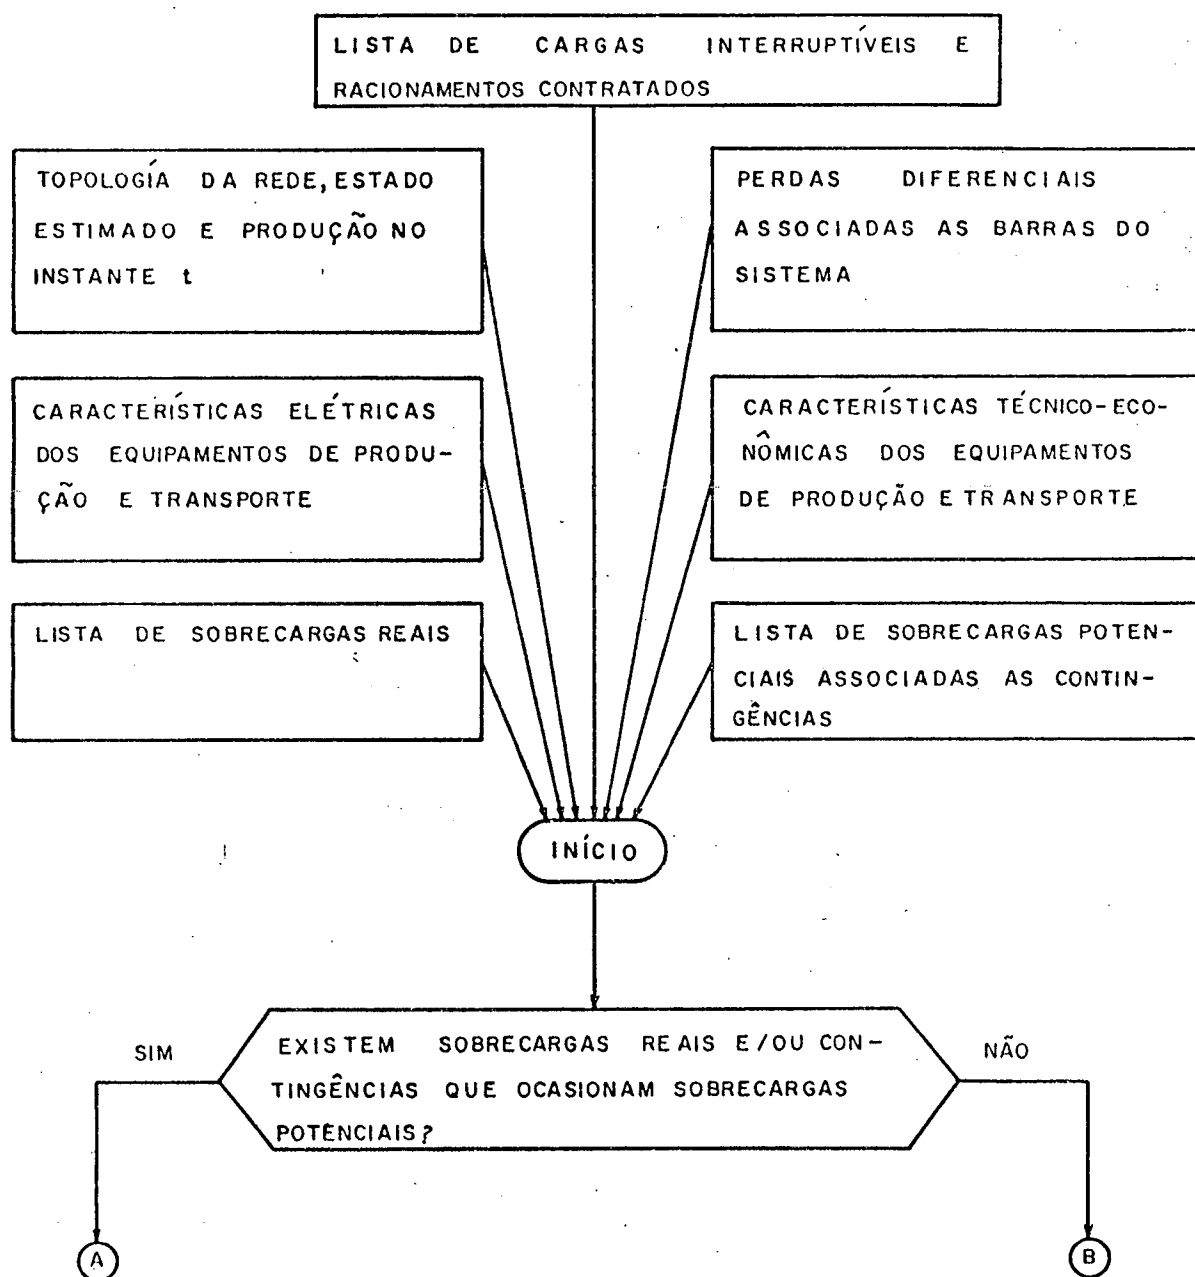 LISTA DE CARGAS INTERRUPTÍVEIS E
RACIONAMENTOS CONTRATADOS
TOPOLOGÍA DA REDE, ESTADO
ESTIMADO E PRODUÇÃO NO
INSTANTE t
PERDAS DIFERENCIAIS
ASSOCIADAS AS BARRAS DO
SISTEMA
CARACTERÍSTICAS ELÉTRICAS
DOS EQUIPAMENTOS DE PRODU-
ÇÃO E TRANSPORTE
CARACTERÍSTICAS TÉCNICO-ECO-
NÔMICAS DOS EQUIPAMENTOS
DE PRODUÇÃO E TRANSPORTE
LISTA DE SOBRECARGAS REAIS
LISTA DE SOBRECARGAS POTEN-
CIAIS ASSOCIADAS AS CONTIN-
GÊNCIAS
INÍCIO
EXISTEM SOBRECARGAS REAIS E/OU CON-
TINGÊNCIAS QUE OCASIONAM SOBRECARGAS
POTENCIAIS?
SIM
NÃO
A
B